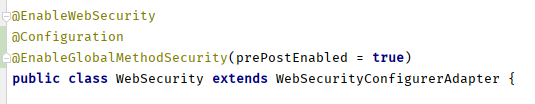 @EnableWebSecurity
@Configuration
@EnableGlobalMethodSecurity(prePostEnabled = true)
public class WebSecurity extends WebSecurityConfigurerAdapter {